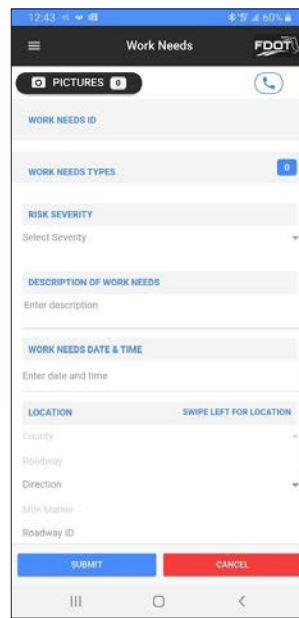 12:43 60%
Work Needs FDOT
PICTURES 0
WORK NEEDS ID
WORK NEEDS TYPES 0
RISK SEVERITY
Select Severity
DESCRIPTION OF WORK NEEDS
Enter description
WORK NEEDS DATE & TIME
Enter date and time
LOCATION SWIPE LEFT FOR LOCATION
County
Roadway
Direction
Mile Marker
Roadway ID
SUBMIT CANCEL